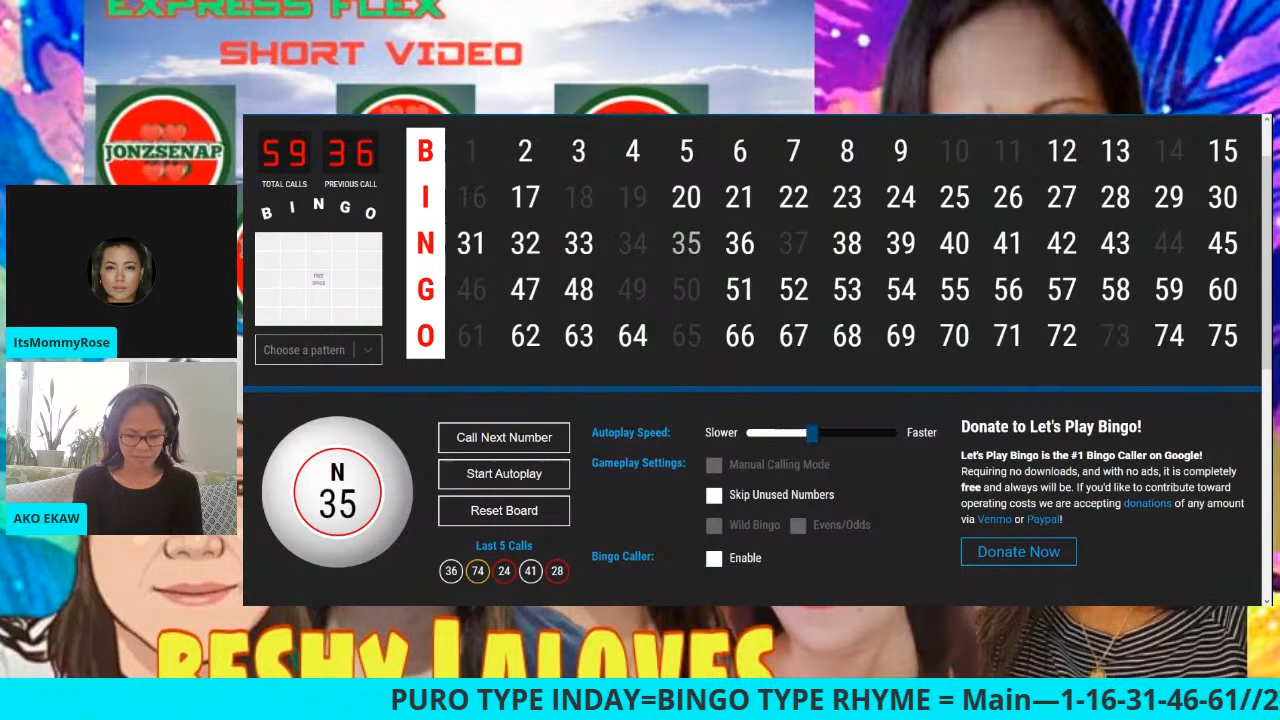 EXPRESS FLEX
SHORT VIDEO
JONZSENAP
59 36
TOTAL CALLS PREVIOUS CALL
B I N G O
FREE
SPACE
Choose a pattern
B 1 2 3 4 5 6 7 8 9 10 11 12 13 14 15
I 16 17 18 19 20 21 22 23 24 25 26 27 28 29 30
N 31 32 33 34 35 36 37 38 39 40 41 42 43 44 45
G 46 47 48 49 50 51 52 53 54 55 56 57 58 59 60
O 61 62 63 64 65 66 67 68 69 70 71 72 73 74 75
ItsMommyRose
AKO EKAW
N
35
Call Next Number
Start Autoplay
Reset Board
Last 5 Calls
36 74 24 41 28
Autoplay Speed: Slower Faster
Gameplay Settings: Manual Calling Mode
Skip Unused Numbers
Wild Bingo Evens/Odds
Bingo Caller: Enable
Donate to Let's Play Bingo!
Let's Play Bingo is the #1 Bingo Caller on Google!
Requiring no downloads, and with no ads, it is completely
free and always will be. If you'd like to contribute toward
operating costs we are accepting donations of any amount
via Venmo or Paypal!
Donate Now
BESHY LALOVES
PURO TYPE INDAY=BINGO TYPE RHYME = Main—1-16-31-46-61//2